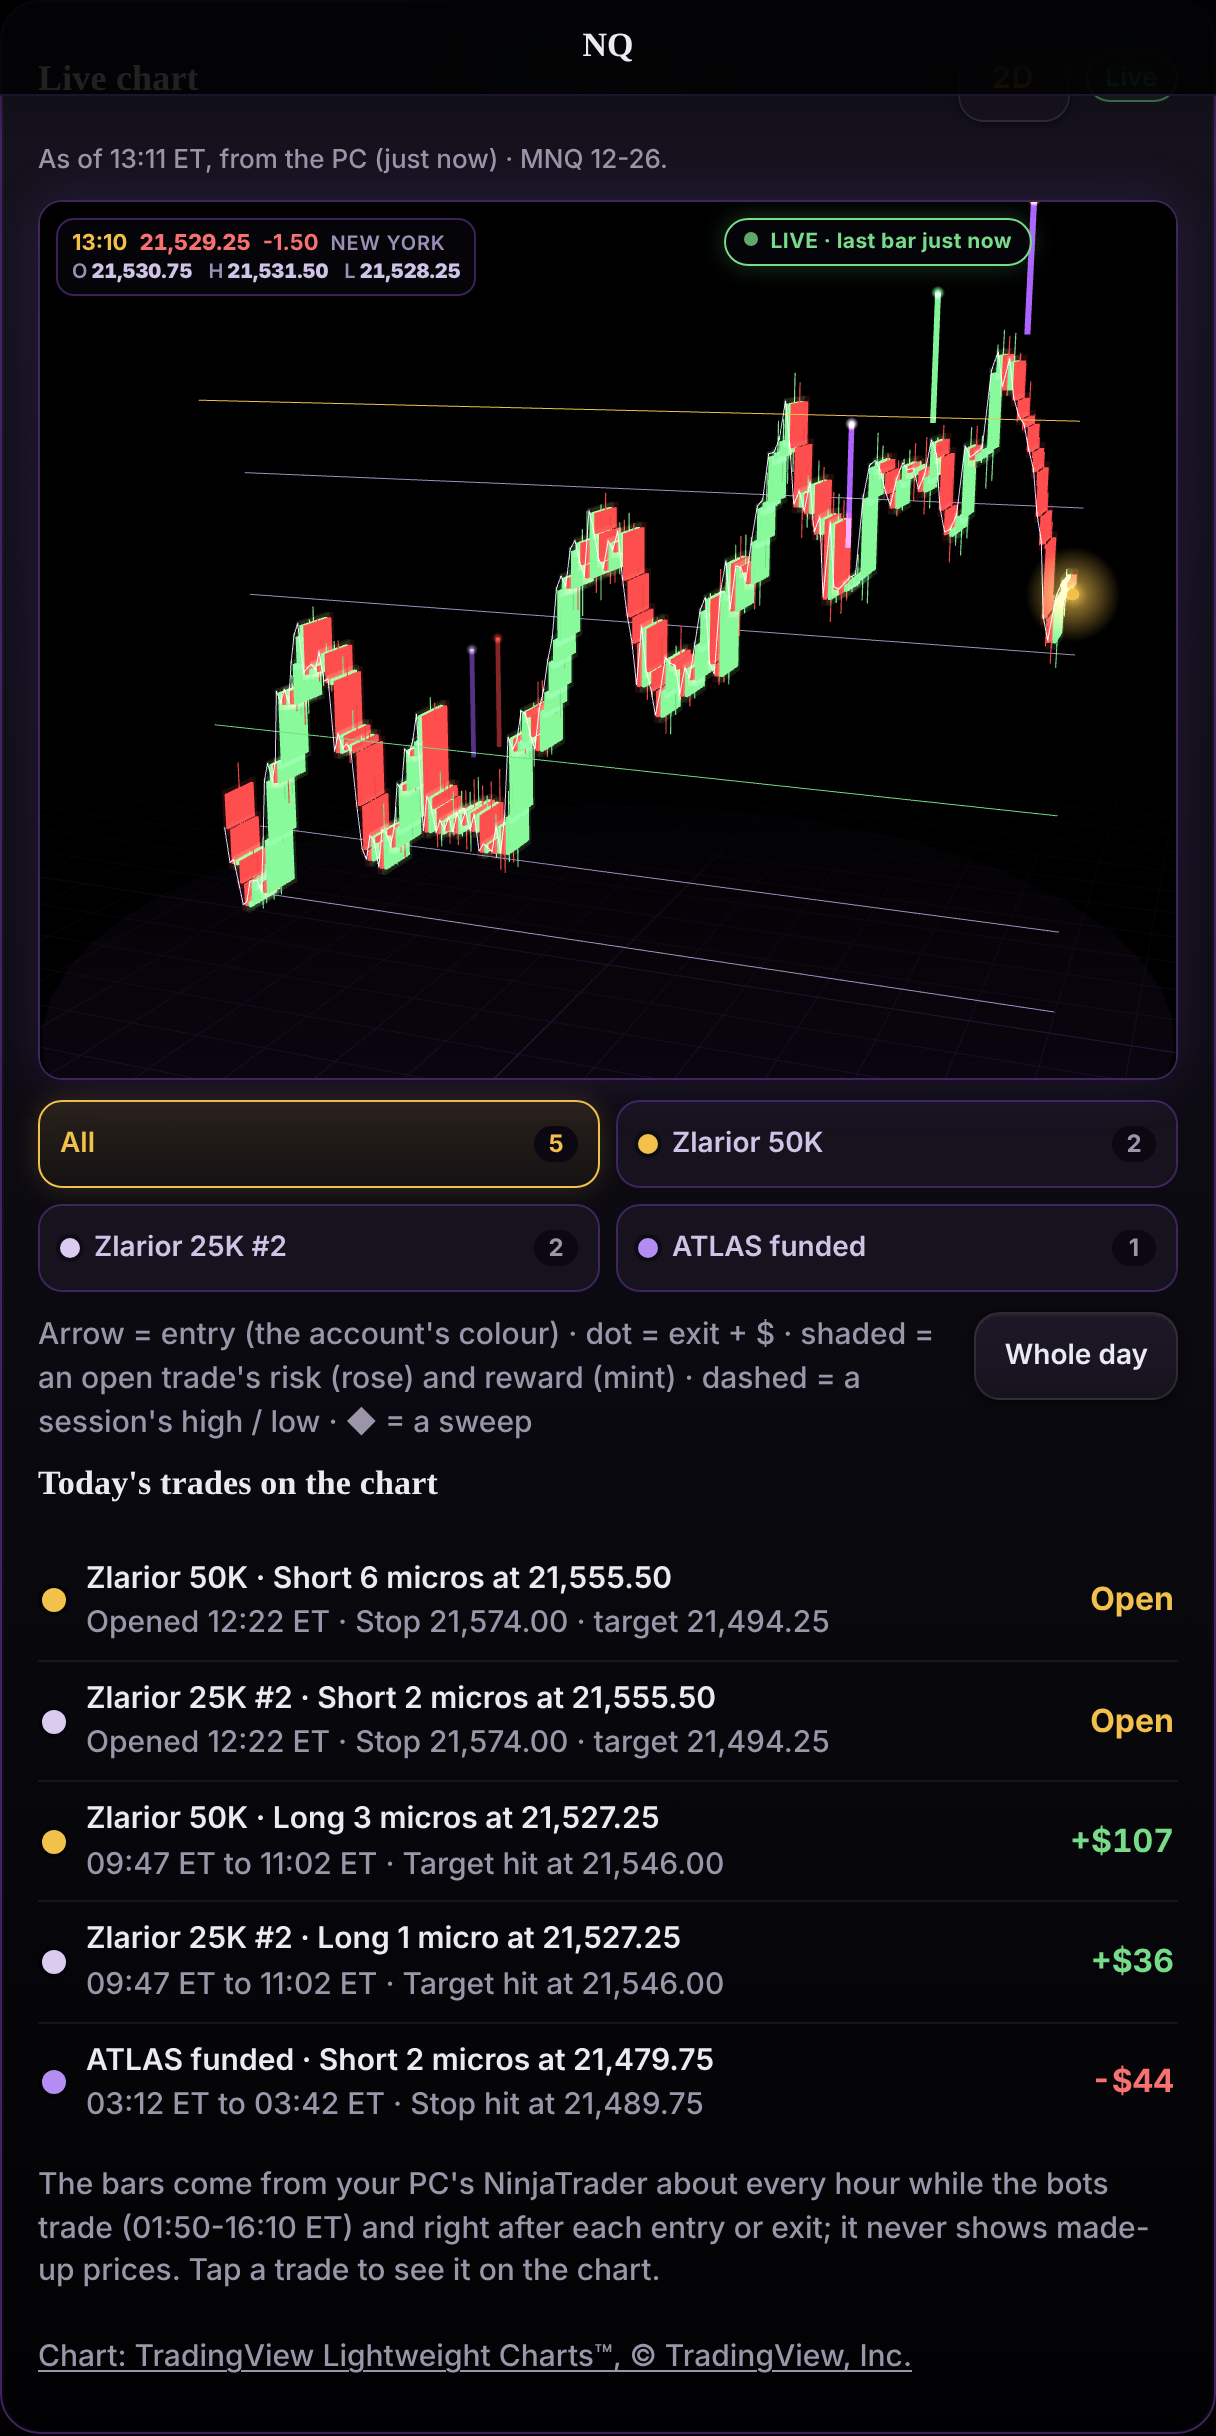 NQ
Live chart
2D
Live
As of 13:11 ET, from the PC (just now) · MNQ 12-26.
13:10 21,529.25 -1.50 NEW YORK
O 21,530.75 H 21,531.50 L 21,528.25
LIVE · last bar just now
All 5
Zlarior 50K 2
Zlarior 25K #2 2
ATLAS funded 1
Arrow = entry (the account's colour) · dot = exit + $ · shaded =
an open trade's risk (rose) and reward (mint) · dashed = a
session's high / low · ◆ = a sweep
Whole day
Today's trades on the chart
Zlarior 50K · Short 6 micros at 21,555.50
Opened 12:22 ET · Stop 21,574.00 · target 21,494.25
Open
Zlarior 25K #2 · Short 2 micros at 21,555.50
Opened 12:22 ET · Stop 21,574.00 · target 21,494.25
Open
Zlarior 50K · Long 3 micros at 21,527.25
09:47 ET to 11:02 ET · Target hit at 21,546.00
+$107
Zlarior 25K #2 · Long 1 micro at 21,527.25
09:47 ET to 11:02 ET · Target hit at 21,546.00
+$36
ATLAS funded · Short 2 micros at 21,479.75
03:12 ET to 03:42 ET · Stop hit at 21,489.75
-$44
The bars come from your PC's NinjaTrader about every hour while the bots
trade (01:50-16:10 ET) and right after each entry or exit; it never shows made-
up prices. Tap a trade to see it on the chart.
Chart: TradingView Lightweight Charts™, © TradingView, Inc.